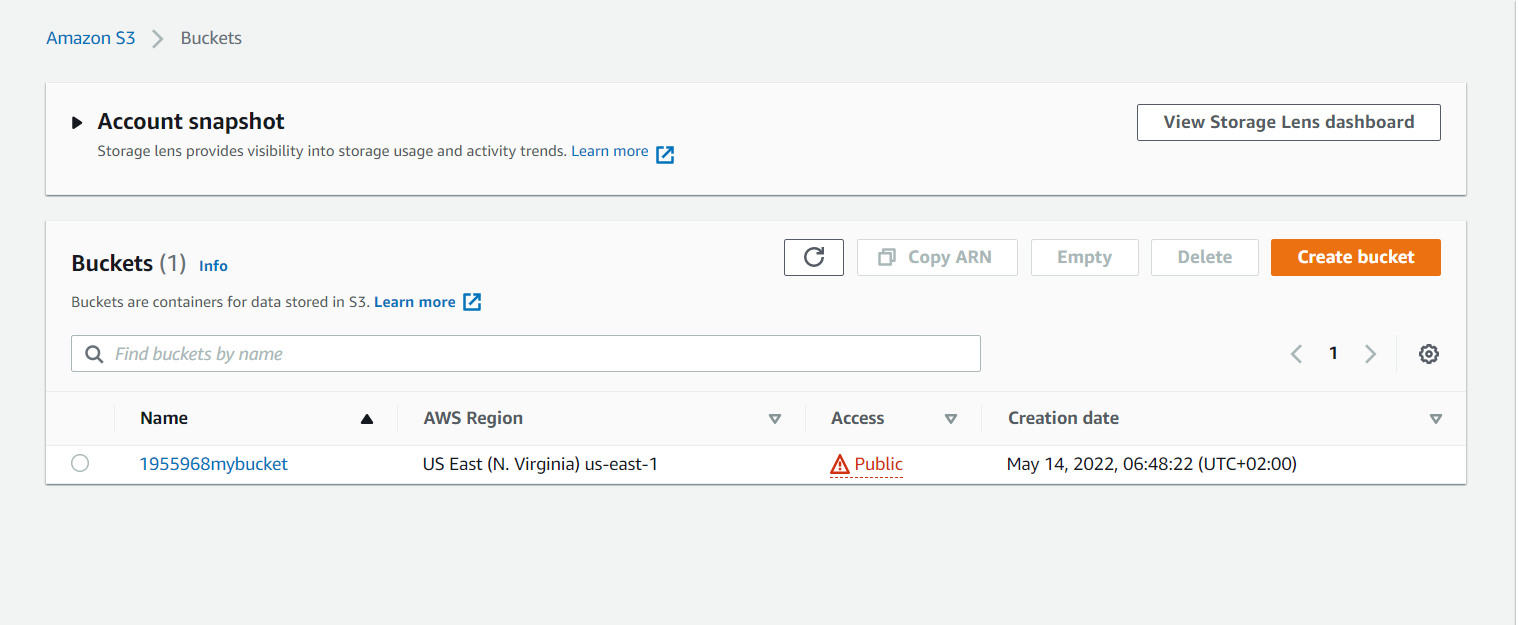 Amazon S3 Buckets
Account snapshot
View Storage Lens dashboard
Storage lens provides visibility into storage usage and activity trends. Learn more
Buckets (1) Info
Copy ARN
Empty
Delete
Create bucket
Buckets are containers for data stored in S3. Learn more
Find buckets by name
1
Name AWS Region Access Creation date
1955968mybucket US East (N. Virginia) us-east-1 Public May 14, 2022, 06:48:22 (UTC+02:00)